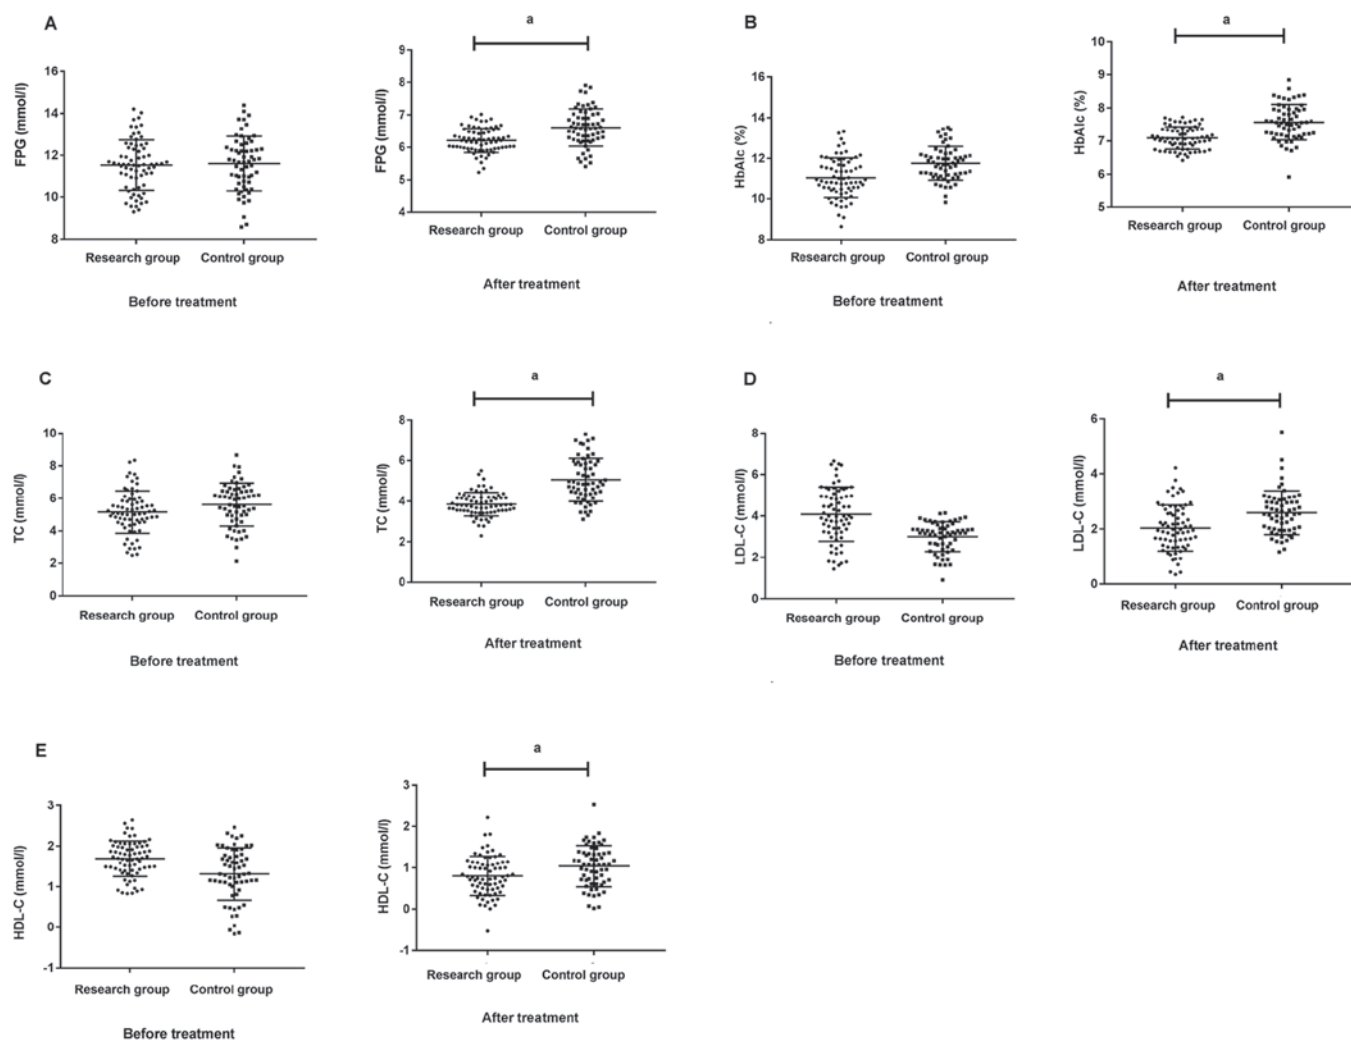 A
a
B
a
FPG (mmol/l)
16
14
12
10
8
Research group Control group
Before treatment
FPG (mmol/l)
9
8
7
6
5
4
Research group Control group
After treatment
HbAlc (%)
16
14
12
10
8
Research group Control group
Before treatment
HbAlc (%)
10
9
8
7
6
5
Research group Control group
After treatment
C
a
D
a
TC (mmol/l)
10
8
6
4
2
0
Research group Control group
Before treatment
TC (mmol/l)
8
6
4
2
0
Research group Control group
After treatment
LDL-C (mmol/l)
8
6
4
2
0
Research group Control group
Before treatment
LDL-C (mmol/l)
6
4
2
0
Research group Control group
After treatment
E
a
HDL-C (mmol/l)
3
2
1
0
-1
Research group Control group
Before treatment
HDL-C (mmol/l)
3
2
1
0
-1
Research group Control group
After treatment